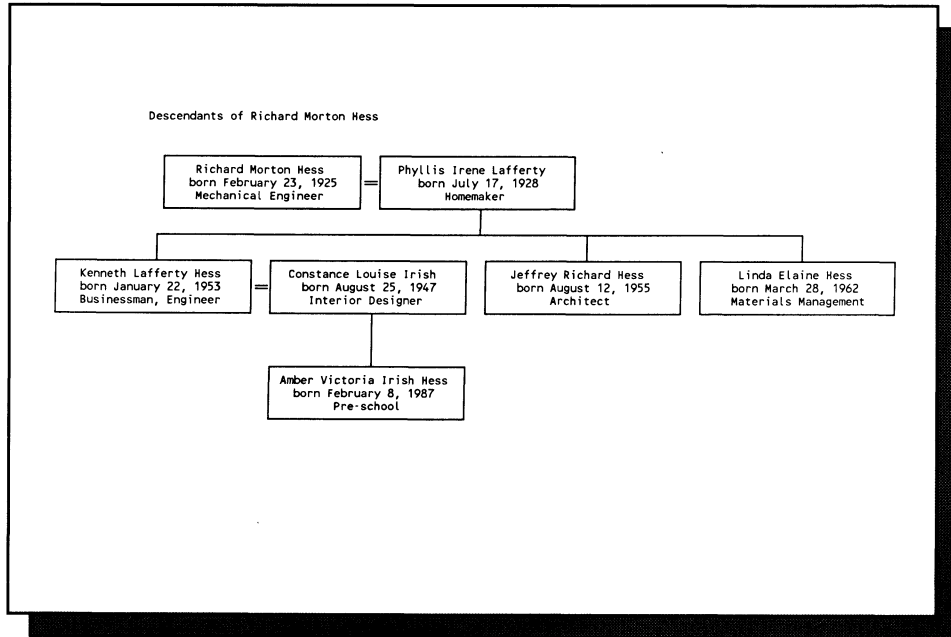 Descendants of Richard Morton Hess
Richard Morton Hess
born February 23, 1925
Mechanical Engineer
Phyllis Irene Lafferty
born July 17, 1928
Homemaker
Kenneth Lafferty Hess
born January 22, 1953
Businessman, Engineer
Constance Louise Irish
born August 25, 1947
Interior Designer
Jeffrey Richard Hess
born August 12, 1955
Architect
Linda Elaine Hess
born March 28, 1962
Materials Management
Amber Victoria Irish Hess
born February 8, 1987
Pre-school